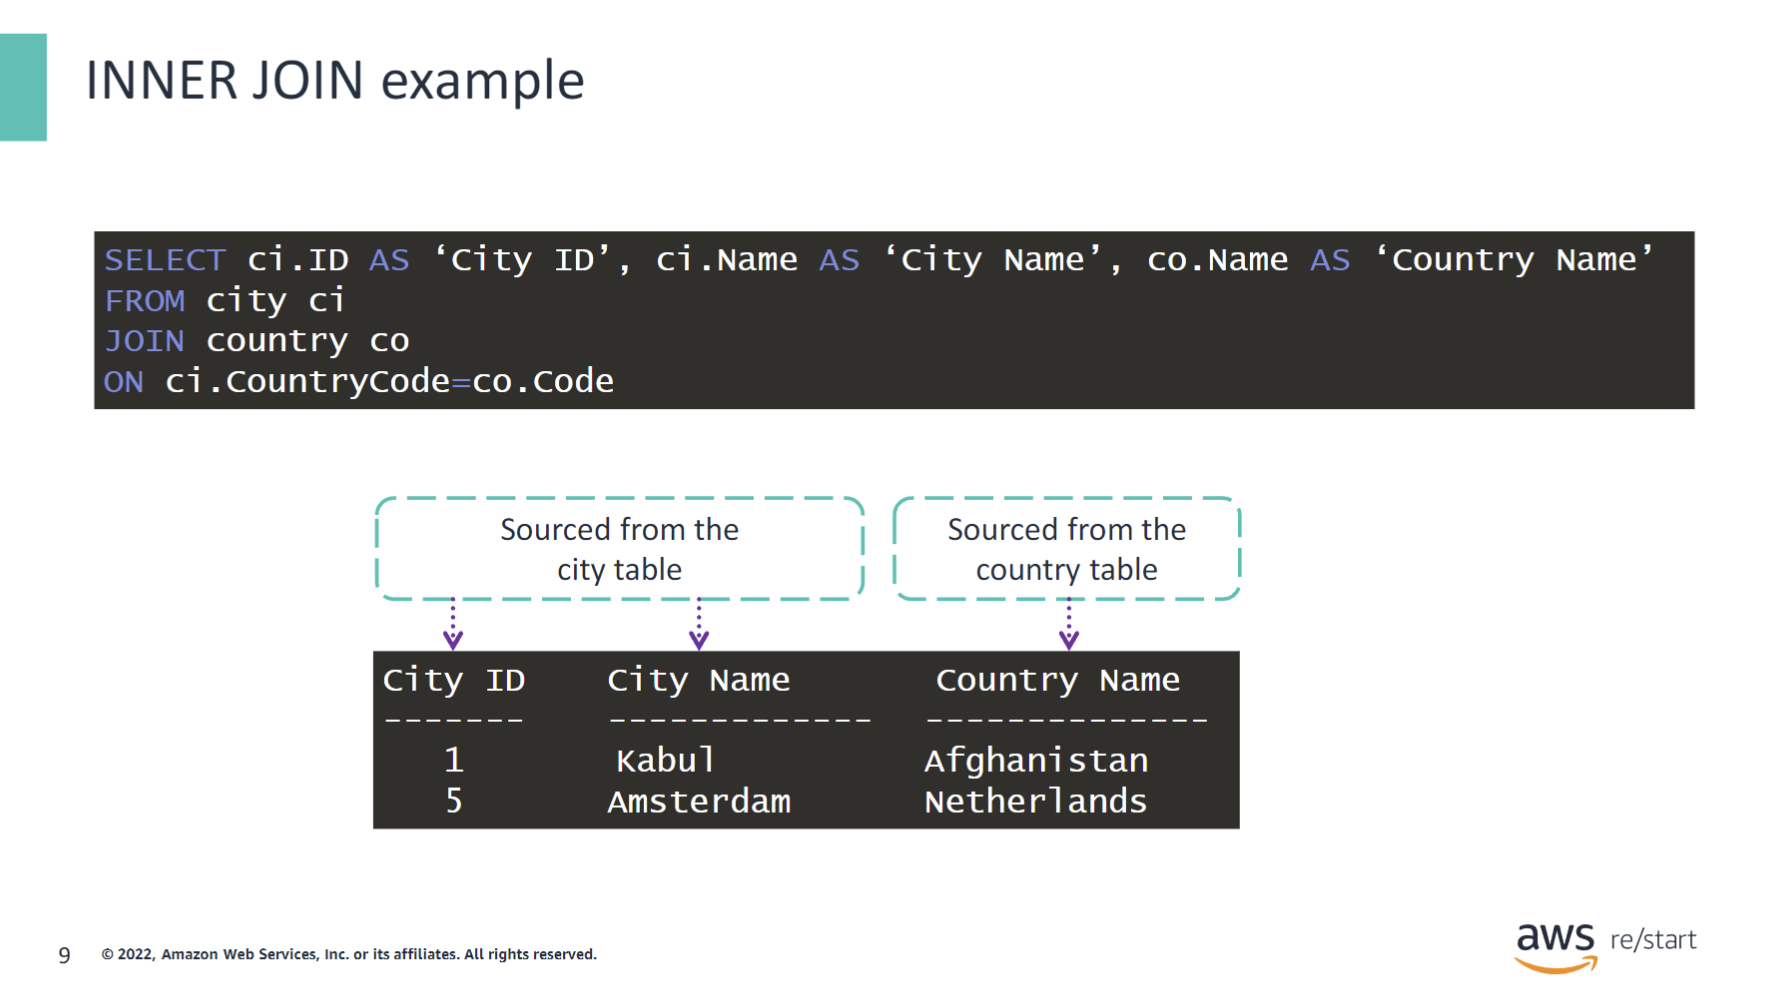 INNER JOIN example
SELECT ci.ID AS ‘City ID’, ci.Name AS ‘City Name’, co.Name AS ‘Country Name’
FROM city ci
JOIN country co
ON ci.CountryCode=co.Code
Sourced from the
city table
Sourced from the
country table
City ID City Name Country Name
------- ------------- --------------
1 Kabul Afghanistan
5 Amsterdam Netherlands
9 © 2022, Amazon Web Services, Inc. or its affiliates. All rights reserved.
aws re/start